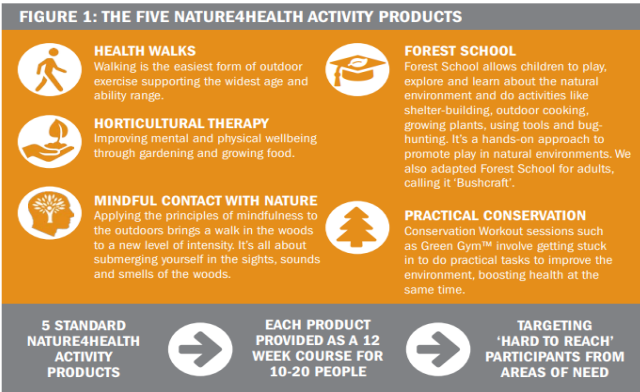 FIGURE 1: THE FIVE NATURE4HEALTH ACTIVITY PRODUCTS
HEALTH WALKS
Walking is the easiest form of outdoor
exercise supporting the widest age and
ability range.
HORTICULTURAL THERAPY
Improving mental and physical wellbeing
through gardening and growing food.
MINDFUL CONTACT WITH NATURE
Applying the principles of mindfulness to
the outdoors brings a walk in the woods
to a new level of intensity. It's all about
submerging yourself in the sights, sounds
and smells of the woods.
FOREST SCHOOL
Forest School allows children to play,
explore and learn about the natural
environment and do activities like
shelter-building, outdoor cooking,
growing plants, using tools and bug-
hunting. It's a hands-on approach to
promote play in natural environments. We
also adapted Forest School for adults,
calling it 'Bushcraft'.
PRACTICAL CONSERVATION
Conservation Workout sessions such
as Green Gym™ involve getting stuck
in to do practical tasks to improve the
environment, boosting health at the
same time.
5 STANDARD
NATURE4HEALTH
ACTIVITY
PRODUCTS
EACH PRODUCT
PROVIDED AS A 12
WEEK COURSE FOR
10-20 PEOPLE
TARGETING
'HARD TO REACH'
PARTICIPANTS FROM
AREAS OF NEED